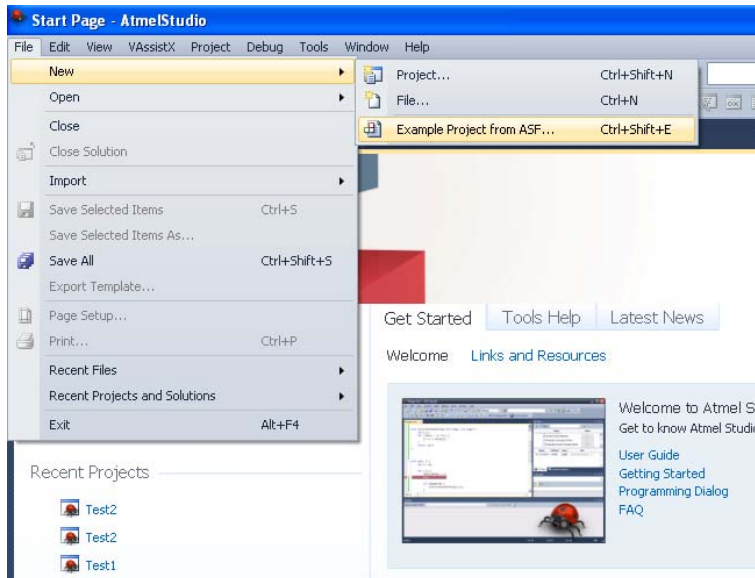 Start Page - AtmelStudio
File Edit View VAssistX Project Debug Tools Window Help
New
Project... Ctrl+Shift+N
Open
File... Ctrl+N
Close
Example Project from ASF... Ctrl+Shift+E
Close Solution
Import
Save Selected Items Ctrl+S
Save Selected Items As...
Save All Ctrl+Shift+S
Export Template...
Page Setup...
Print... Ctrl+P
Recent Files
Recent Projects and Solutions
Exit Alt+F4
Get Started Tools Help Latest News
Welcome Links and Resources
Welcome to Atmel S
Get to know Atmel Studi
User Guide
Getting Started
Programming Dialog
FAQ
Recent Projects
Test2
Test2
Test1